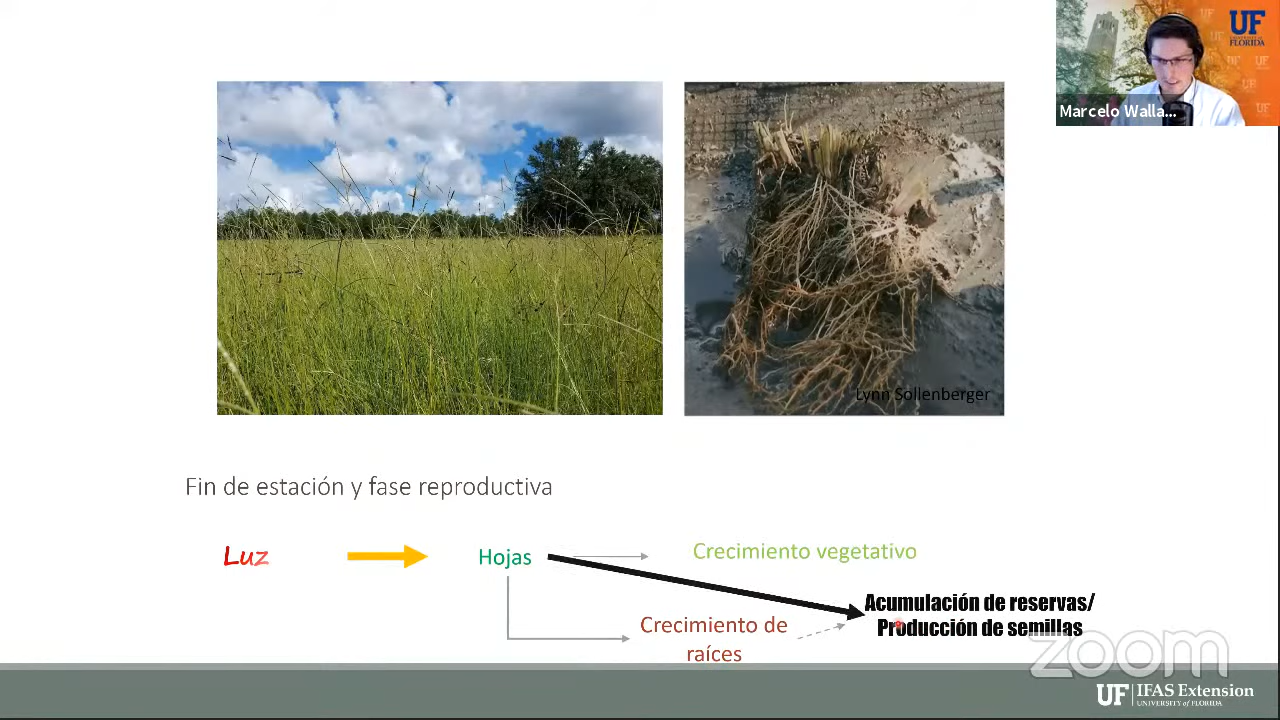 UF
UNIVERSITY of
FLORIDA
Marcelo Walla...
Lynn Sollenberger
Fin de estación y fase reproductiva
Luz
Hojas
Crecimiento vegetativo
Acumulación de reservas/
Producción de semillas
Crecimiento de
raíces
zoom
UF | IFAS Extension
UNIVERSITY of FLORIDA